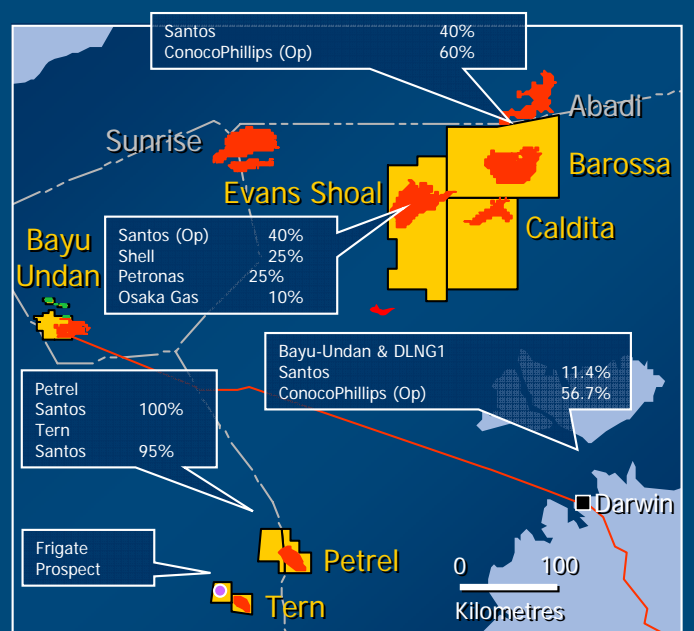 Santos 40%
ConocoPhillips (Op) 60%
Abadi
Sunrise
Barossa
Evans Shoal
Caldita
Bayu
Undan
Santos (Op) 40%
Shell 25%
Petronas 25%
Osaka Gas 10%
Bayu-Undan & DLNG1
Santos 11.4%
ConocoPhillips (Op) 56.7%
Petrel
Santos 100%
Tern
Santos 95%
Darwin
Frigate
Prospect
Petrel
Tern
0 100
Kilometres